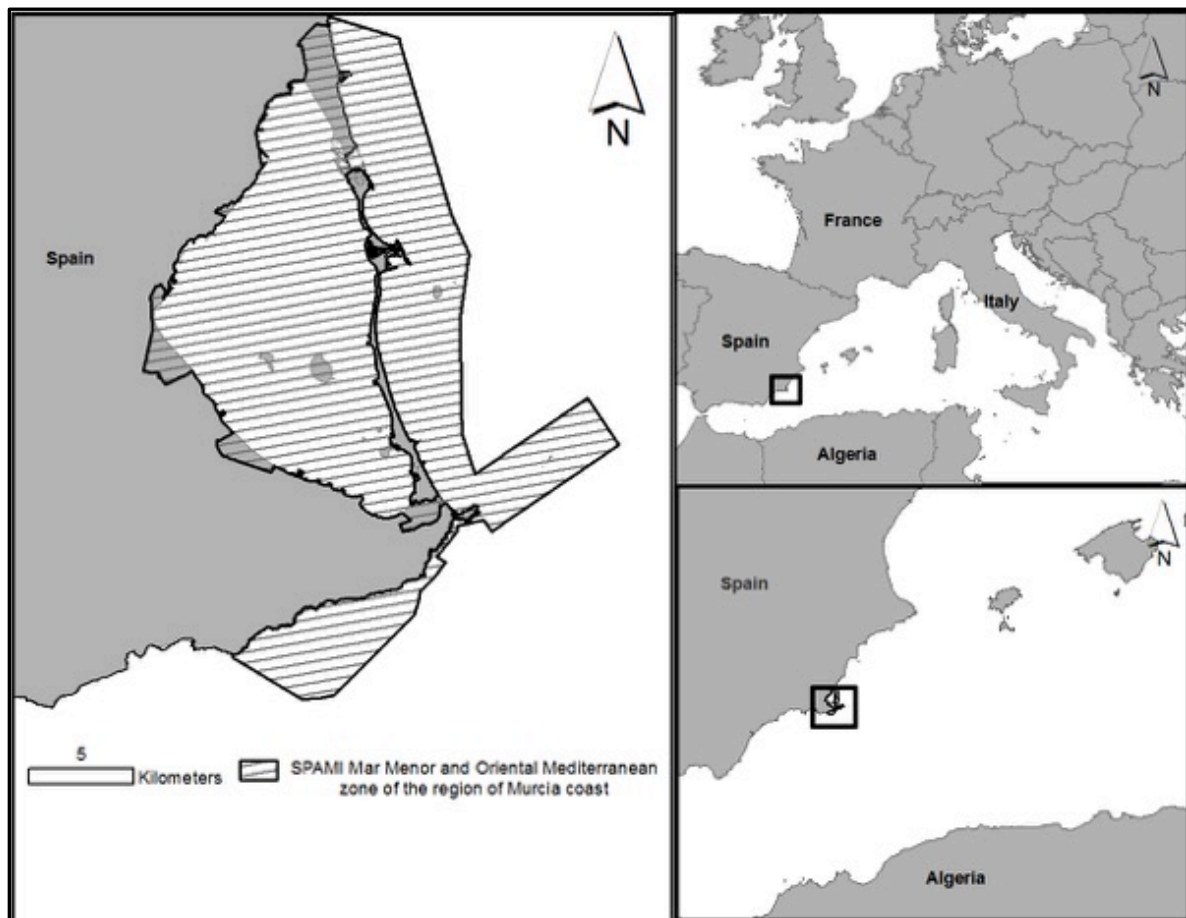 N
Spain
5
Kilometers
SPAMI Mar Menor and Oriental Mediterranean
zone of the region of Murcia coast
N
France
Italy
Spain
Algeria
N
Spain
Algeria